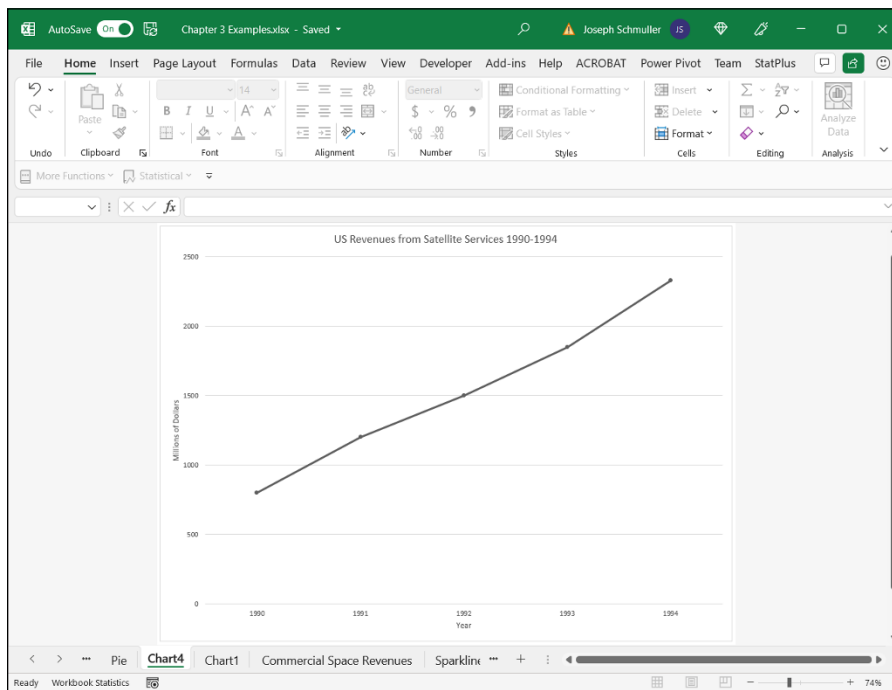 AutoSave On Chapter 3 Examples.xlsx - Saved Joseph Schmuller JS
File Home Insert Page Layout Formulas Data Review View Developer Add-ins Help ACROBAT Power Pivot Team StatPlus
14 General Conditional Formatting Insert
Paste B I U A A $ % Format as Table Delete Analyze
A Cell Styles Format Data
Undo Clipboard Font Alignment Number Styles Cells Editing Analysis
More Functions Statistical
fx
US Revenues from Satellite Services 1990-1994
2500
2000
1500
Millions of Dollars
1000
500
0
1990 1991 1992 1993 1994
Year
Pie Chart4 Chart1 Commercial Space Revenues Sparkline
Ready Workbook Statistics 74%